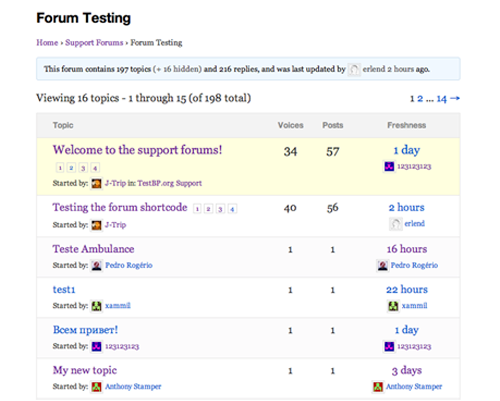 Forum Testing
Home › Support Forums › Forum Testing
This forum contains 197 topics (+ 16 hidden) and 216 replies, and was last updated by erlend 2 hours ago.
Viewing 16 topics - 1 through 15 (of 198 total) 1 2 ... 14 →
Topic Voices Posts Freshness
Welcome to the support forums! 34 57 1 day
1 2 3 4 123123123
Started by: J-Trip in: TestBP.org Support
Testing the forum shortcode 1 2 3 4 40 56 2 hours
Started by: J-Trip erlend
Teste Ambulance 1 1 16 hours
Started by: Pedro Rogério Pedro Rogério
test1 1 1 22 hours
Started by: xammil xammil
Всем привет! 1 1 1 day
Started by: 123123123 123123123
My new topic 1 1 3 days
Started by: Anthony Stamper Anthony Stamper